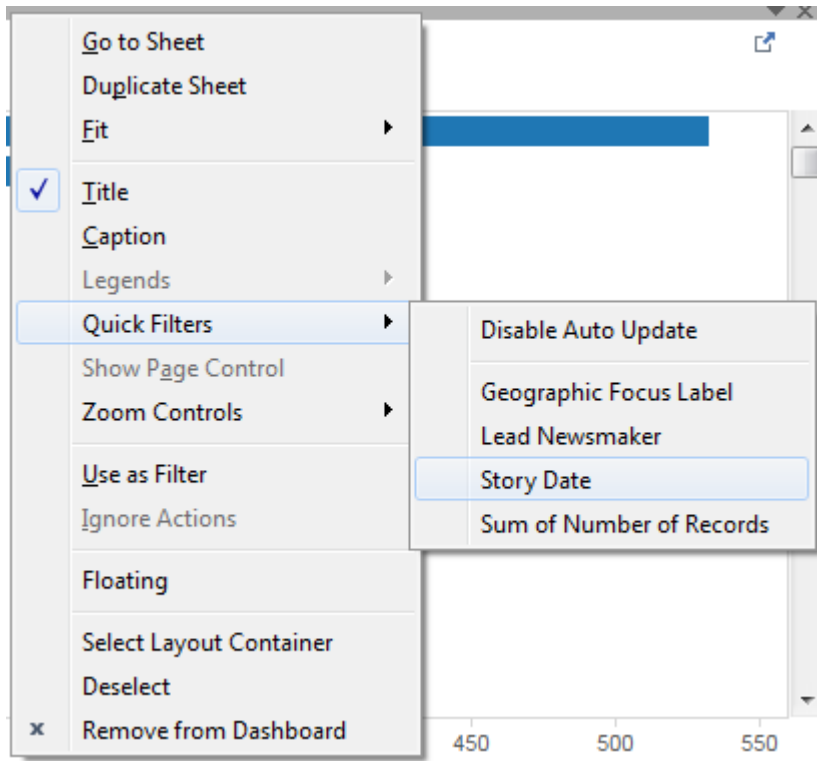 Go to Sheet
Duplicate Sheet
Fit
Title
Caption
Legends
Quick Filters
Show Page Control
Zoom Controls
Use as Filter
Ignore Actions
Floating
Select Layout Container
Deselect
Remove from Dashboard
Disable Auto Update
Geographic Focus Label
Lead Newsmaker
Story Date
Sum of Number of Records
450 500 550